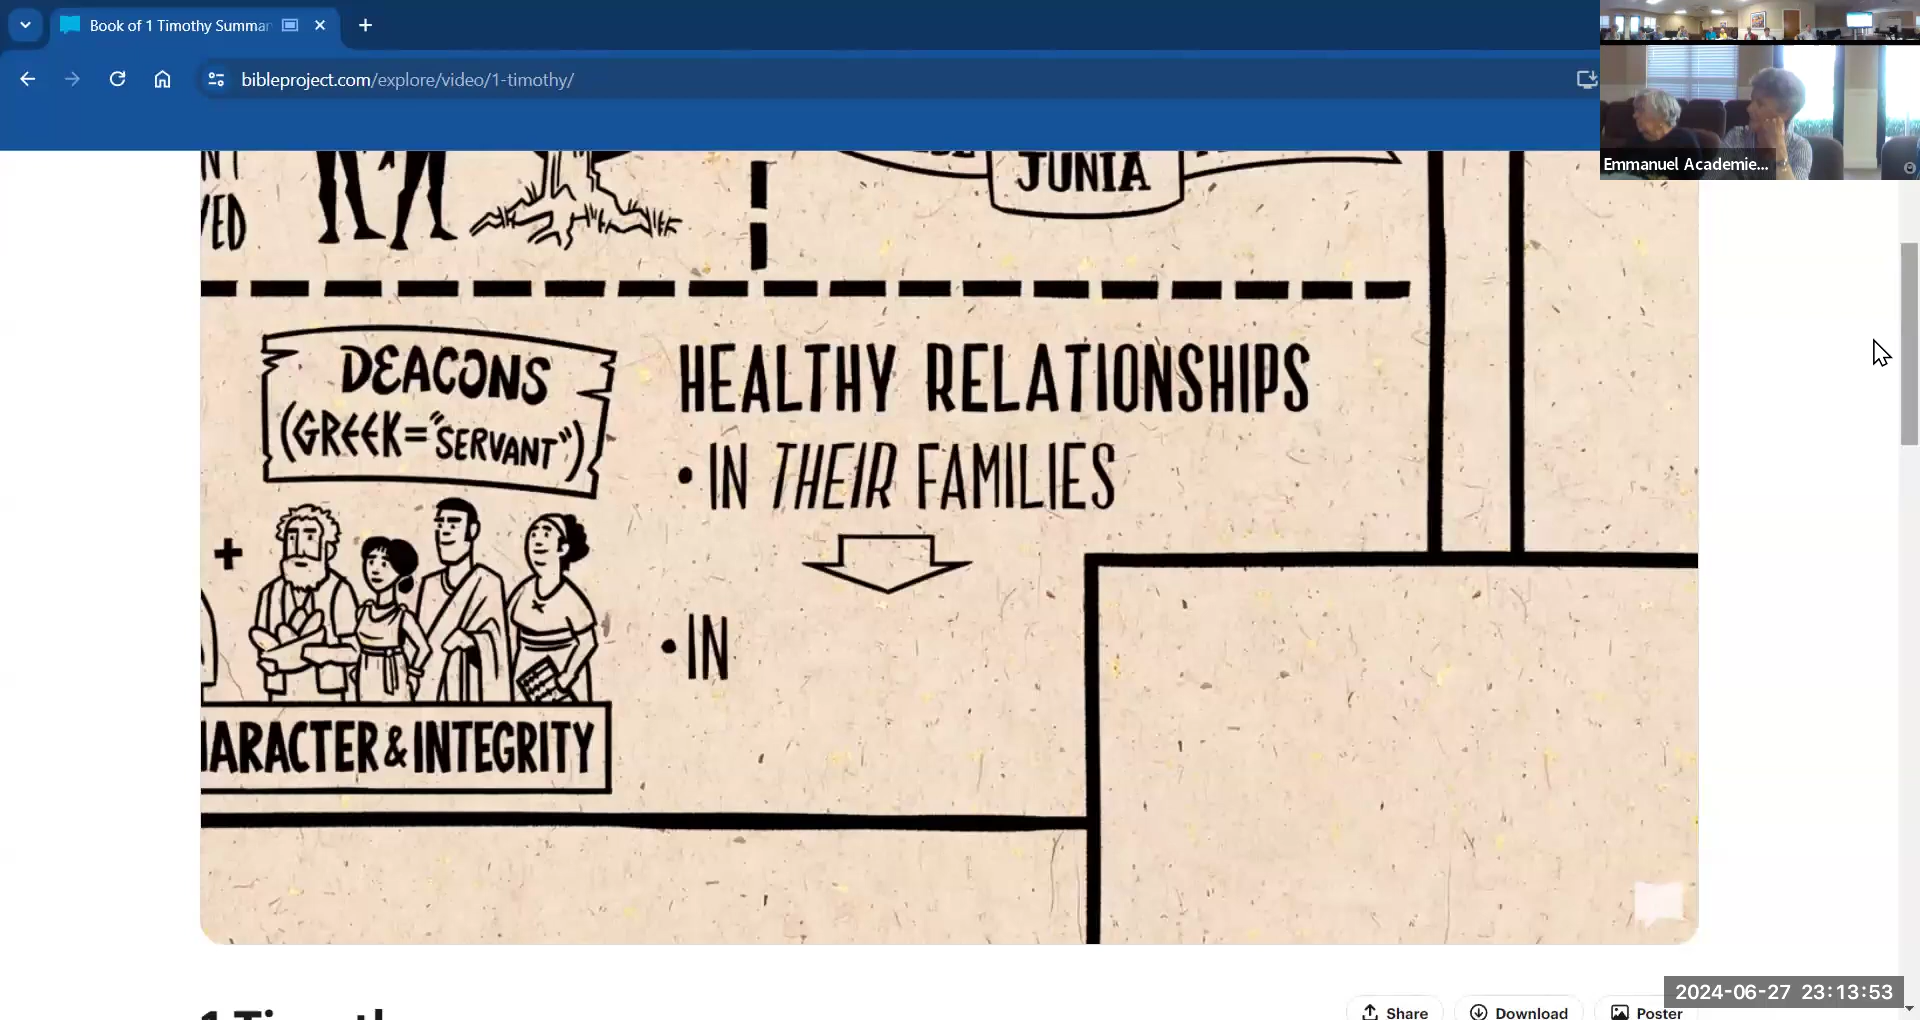 Book of 1 Timothy Summar
bibleproject.com/explore/video/1-timothy/
Emmanuel Academie...
JUNIA
DEACONS
(GREEK="SERVANT")
HEALTHY RELATIONSHIPS
• IN THEIR FAMILIES
+
• IN
HARACTER & INTEGRITY
Share
Download
Poster
2024-06-27 23:13:53